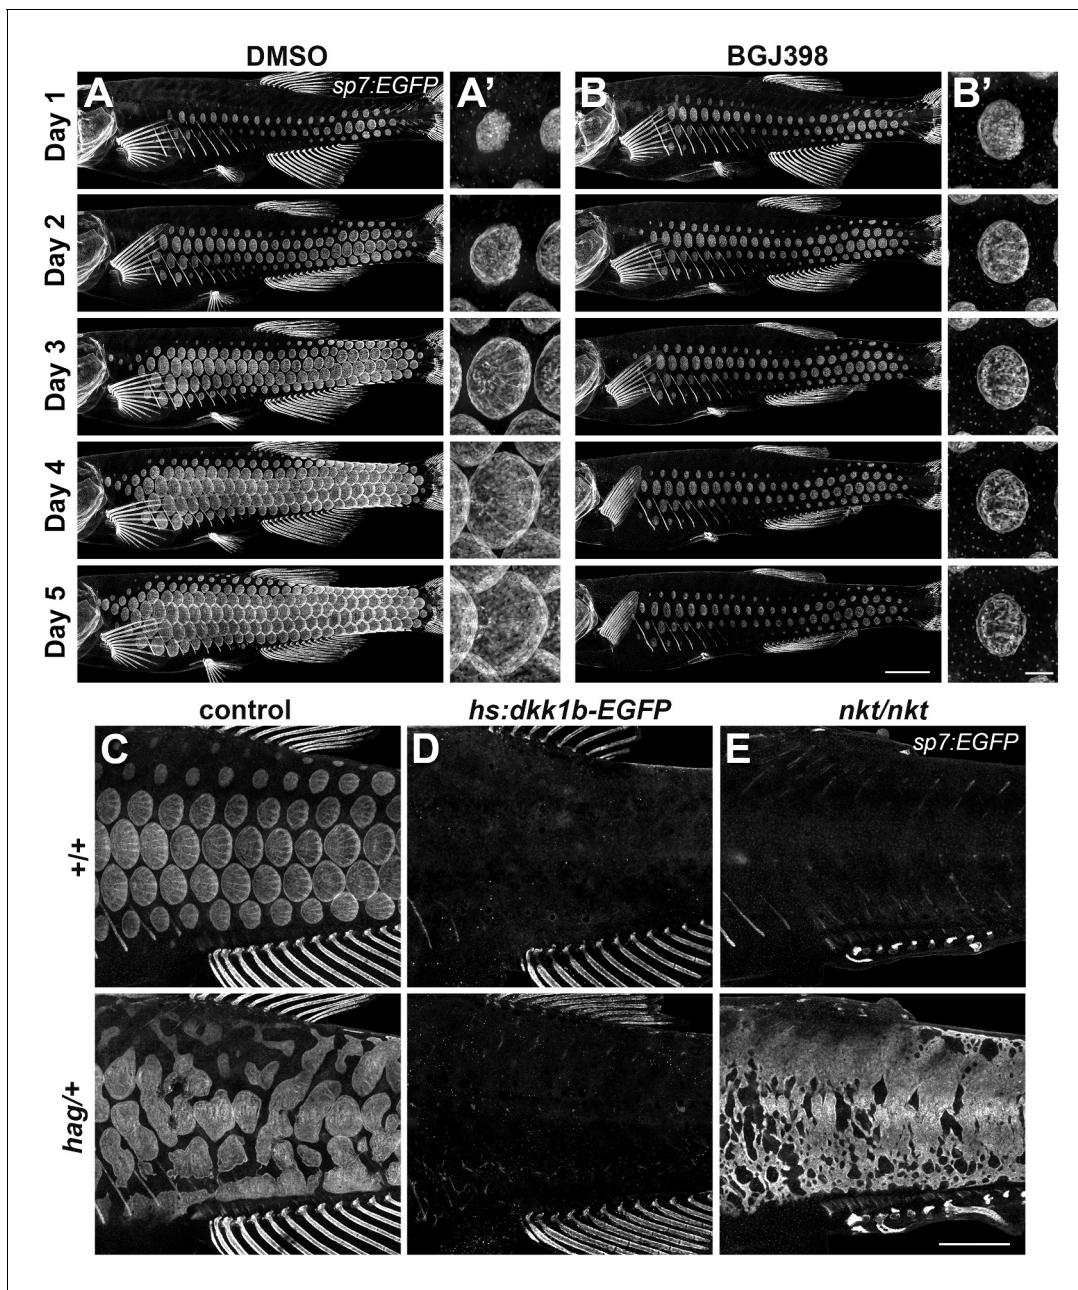 DMSO
BGJ398
Day 1
A
sp7:EGFP
A'
B
B'
Day 2
Day 3
Day 4
Day 5
control
hs:dkk1b-EGFP
nkt/nkt
+/+
C
D
E
sp7:EGFP
hag/+